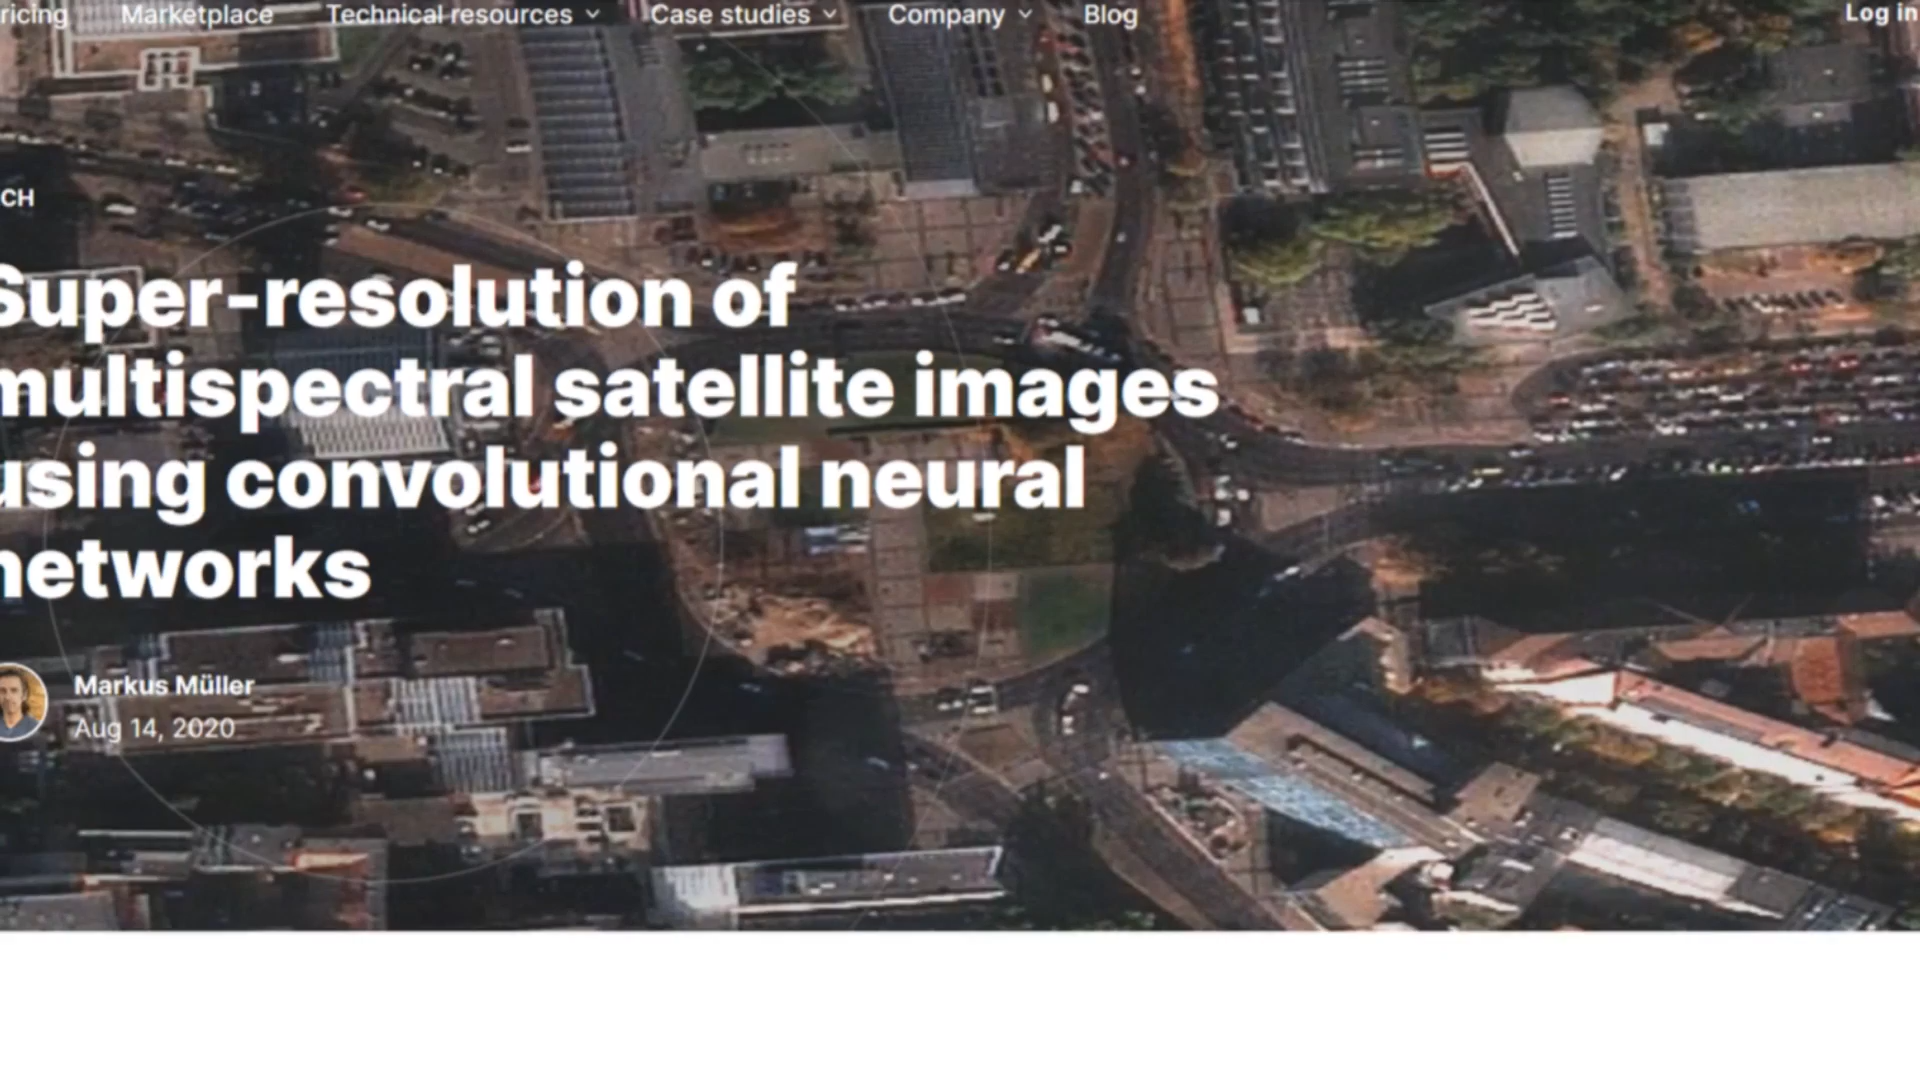 ricing Marketplace Technical resources Case studies Company Blog Log in
CH
Super-resolution of
multispectral satellite images
using convolutional neural
networks
Markus Müller
Aug 14, 2020